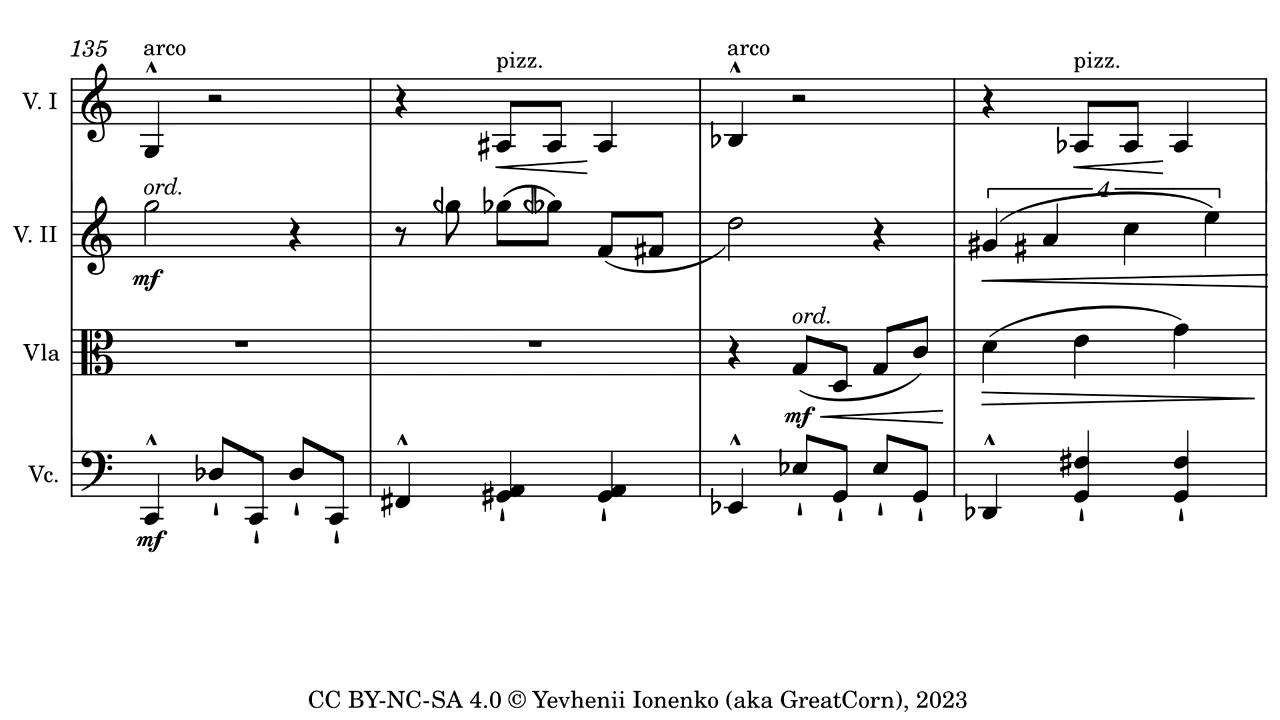 135 arco arco
pizz. pizz.
V. I
ord.
V. II 4
mf
ord.
Vla
mf
Vc.
mf
CC BY-NC-SA 4.0 © Yevhenii Ionenko (aka GreatCorn), 2023